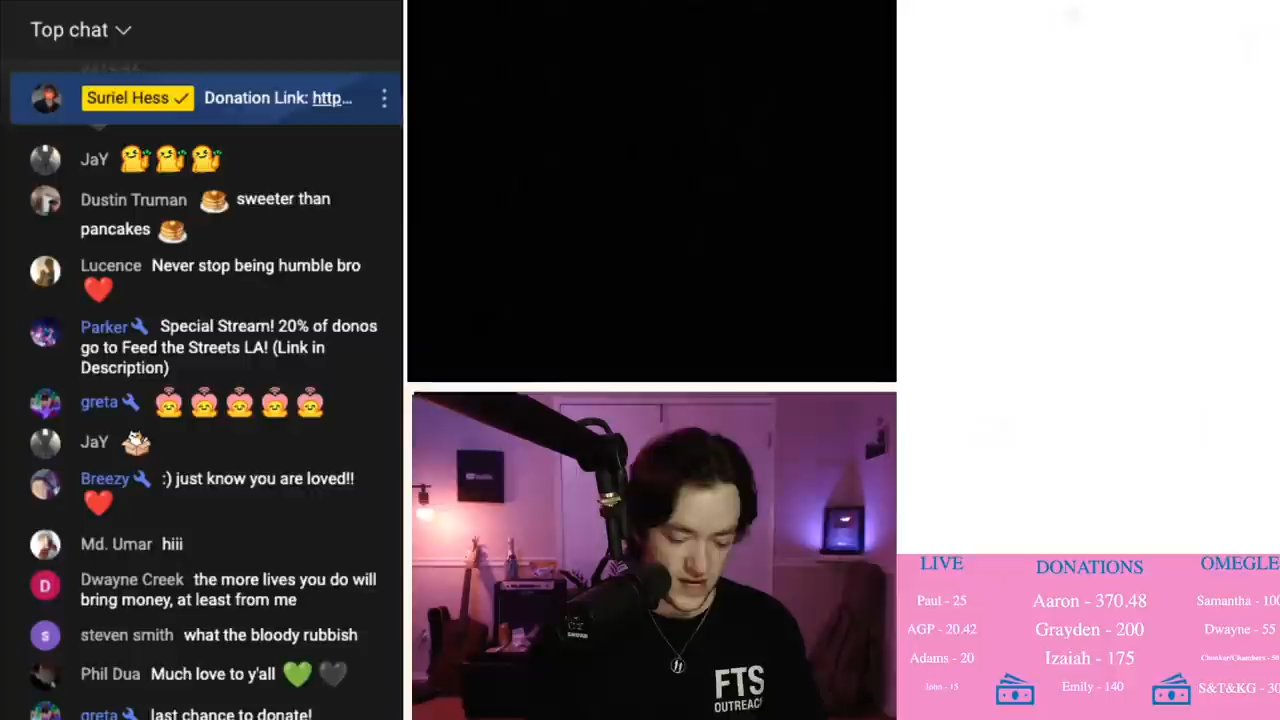 Top chat
Suriel Hess Donation Link: http...
JaY
Dustin Truman sweeter than
pancakes
Lucence Never stop being humble bro
Parker Special Stream! 20% of donos
go to Feed the Streets LA! (Link in
Description)
greta
JaY
Breezy :) just know you are loved!!
Md. Umar hiii
D
Dwayne Creek the more lives you do will
bring money, at least from me
s
steven smith what the bloody rubbish
Phil Dua Much love to y'all
greta last chance to donate!
FTS
OUTREACH
LIVE
Paul - 25
AGP - 20.42
Adams - 20
John - 15
DONATIONS
Aaron - 370.48
Grayden - 200
Izaiah - 175
Emily - 140
OMEGLE
Samantha - 100
Dwayne - 55
S&T&KG - 30